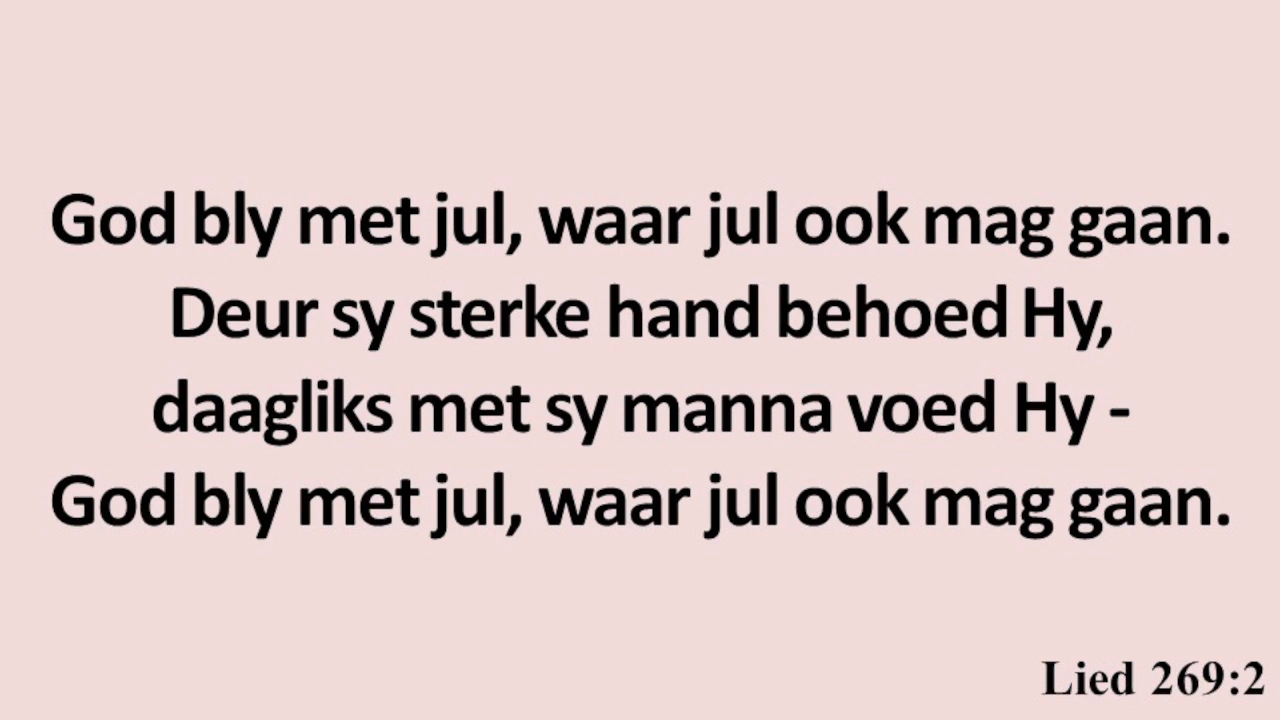 God bly met jul, waar jul ook mag gaan.
Deur sy sterke hand behoed Hy,
daagliks met sy manna voed Hy -
God bly met jul, waar jul ook mag gaan.
Lied 269:2